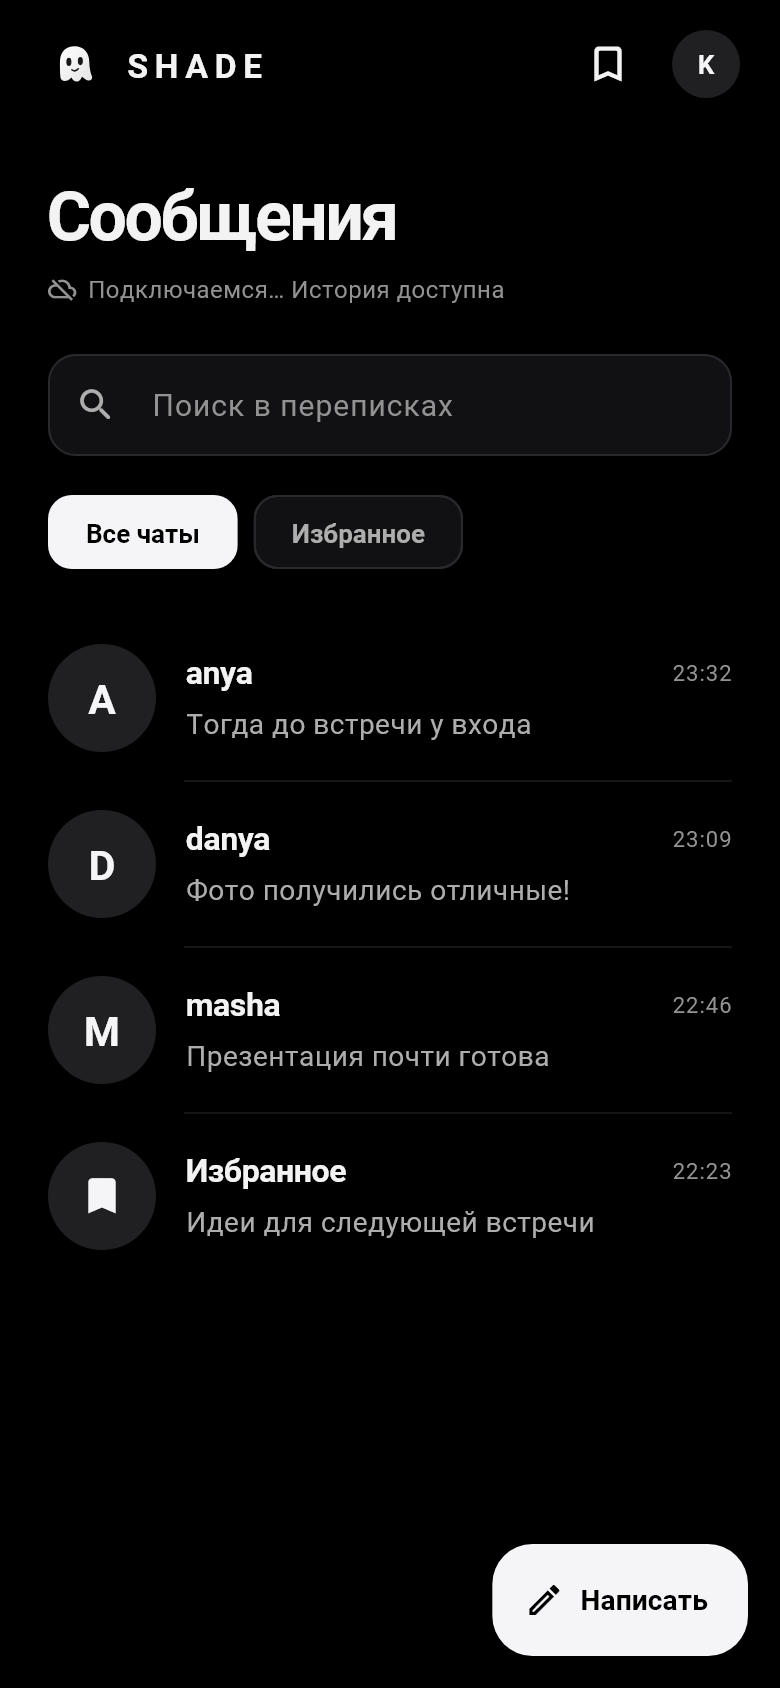 SHADE
K
Сообщения
Подключаемся… История доступна
Поиск в переписках
Все чаты
Избранное
A
anya
23:32
Тогда до встречи у входа
D
danya
23:09
Фото получились отличные!
M
masha
22:46
Презентация почти готова
Избранное
22:23
Идеи для следующей встречи
Написать